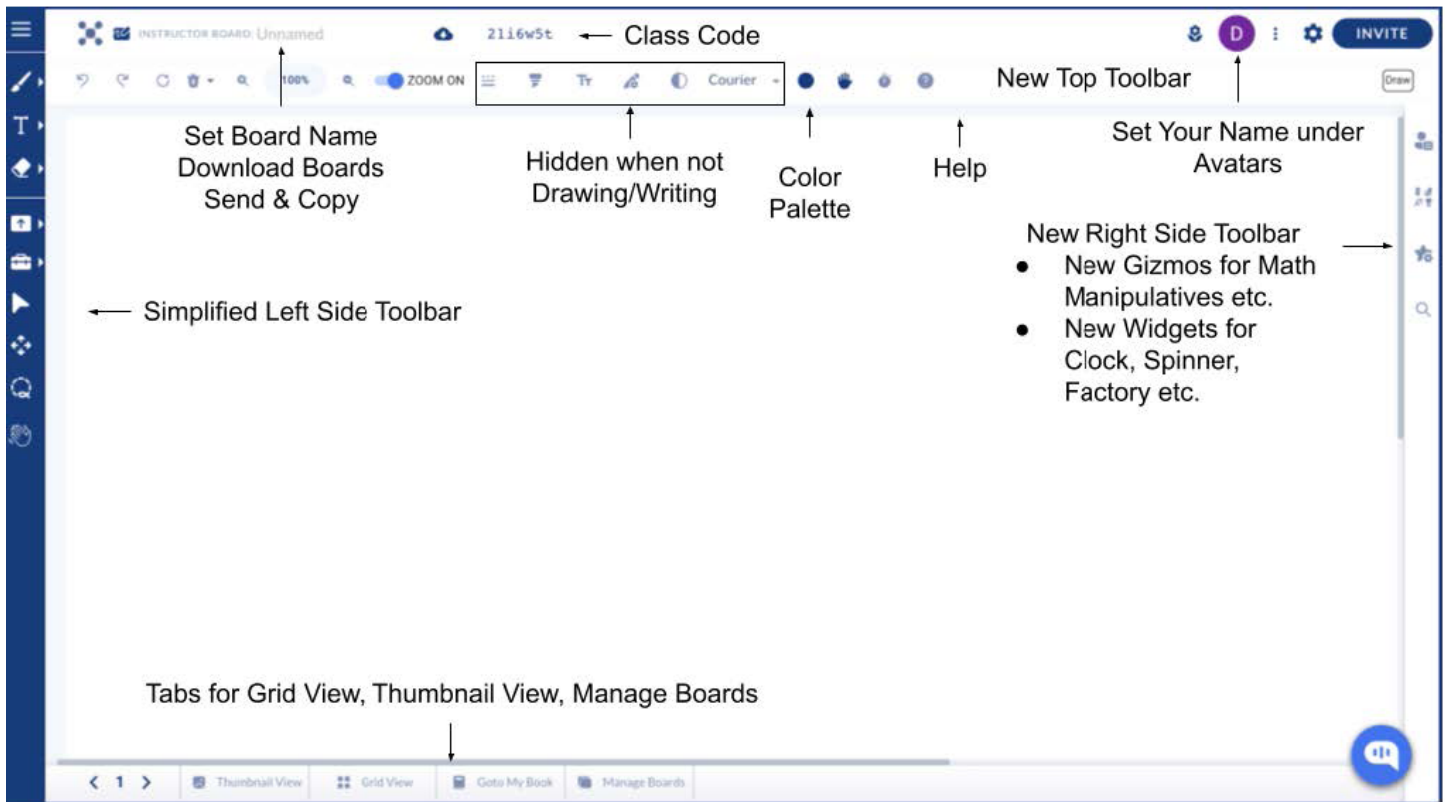 INSTRUCTOR BOARD: Unnamed
21i6w5t
Class Code
D
INVITE
100%
ZOOM ON
Tт
Courier
New Top Toolbar
Draw
T
Set Board Name
Download Boards
Send & Copy
Hidden when not
Drawing/Writing
Color
Palette
Help
Set Your Name under
Avatars
New Right Side Toolbar
● New Gizmos for Math
Manipulatives etc.
● New Widgets for
Clock, Spinner,
Factory etc.
Simplified Left Side Toolbar
Tabs for Grid View, Thumbnail View, Manage Boards
< 1 >
Thumbnail View
Grid View
Goto My Book
Manage Boards